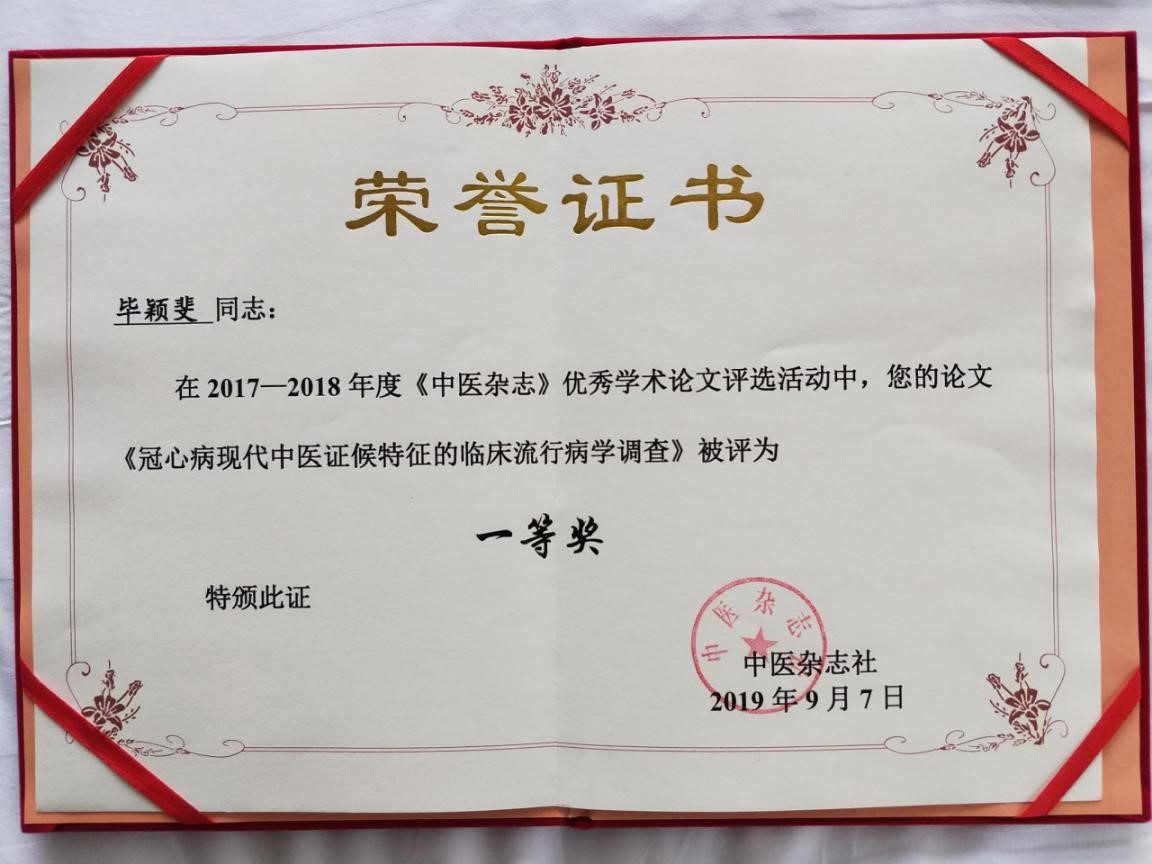 荣誉证书
毕颖斐 同志：
在 2017—2018 年度《中医杂志》优秀学术论文评选活动中，您的论文
《冠心病现代中医证候特征的临床流行病学调查》被评为
一等奖
特颁此证
中医杂志社
中医杂志社
2019 年 9 月 7 日